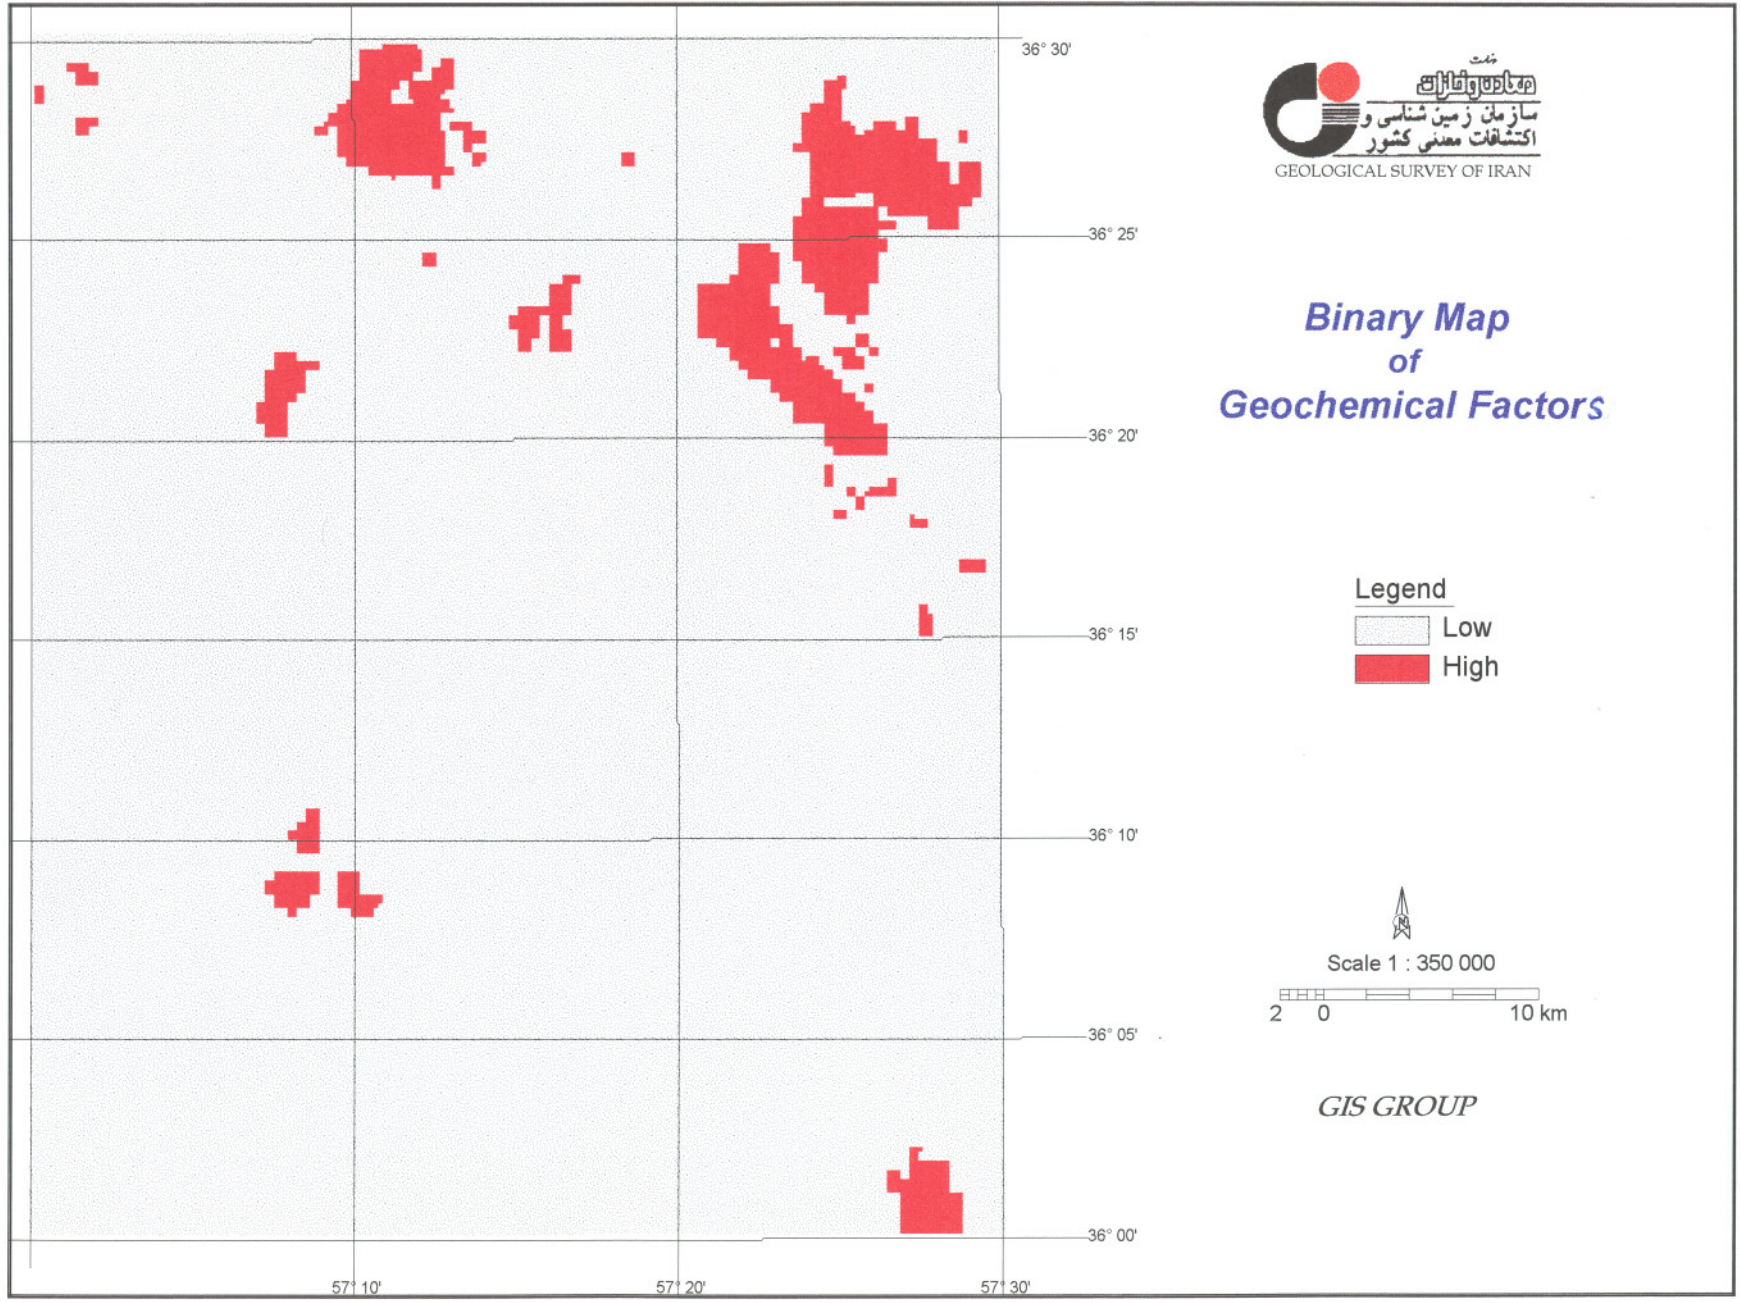 36° 30'
صنعت
معادن و فلزات
سازمان زمین شناسی و
اکتشافات معدنی کشور
GEOLOGICAL SURVEY OF IRAN
36° 25'
Binary Map
of
Geochemical Factors
36° 20'
Legend
Low
High
36° 15'
36° 10'
N
Scale 1 : 350 000
2 0 10 km
36° 05'
GIS GROUP
36° 00'
57° 10' 57° 20' 57° 30'